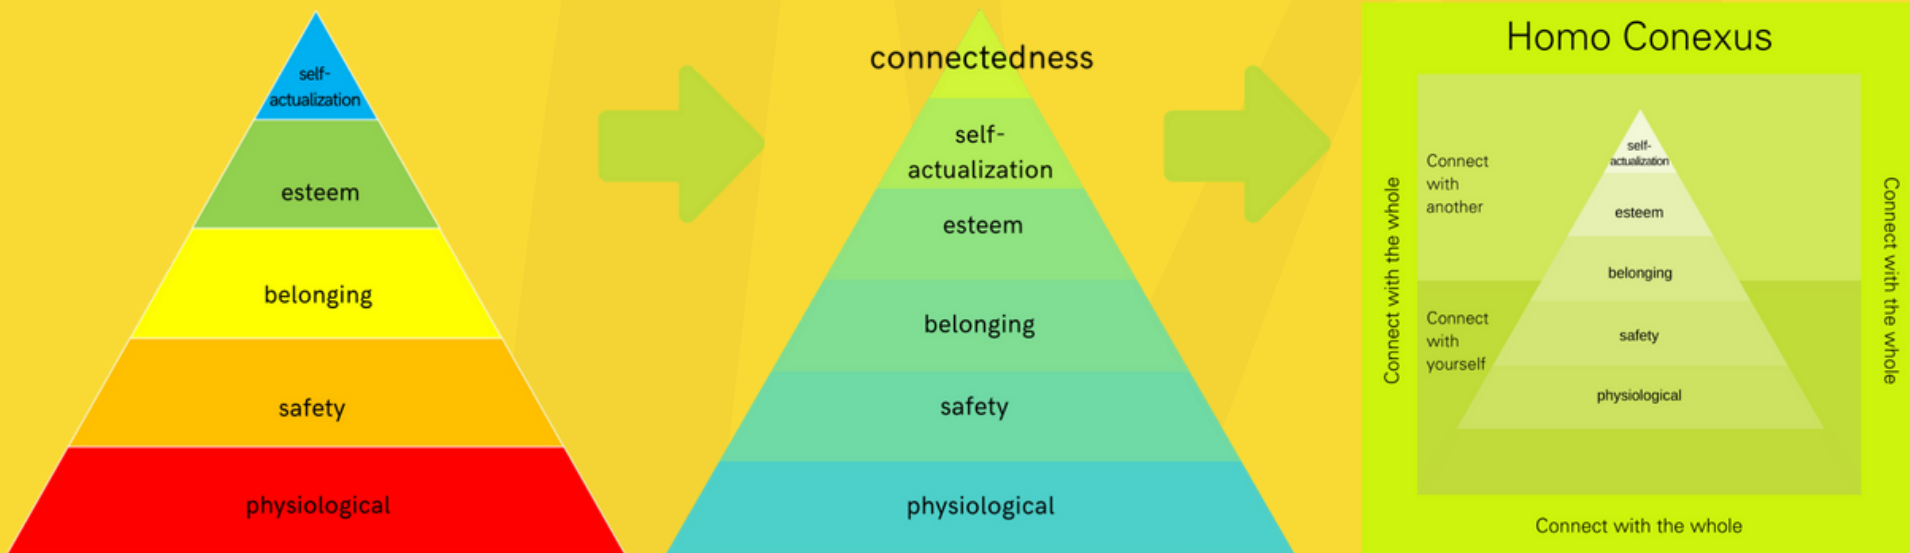 self-
actualization
esteem
belonging
safety
physiological
connectedness
self-
actualization
esteem
belonging
safety
physiological
Homo Conexus
Connect with the whole
Connect
with
another
Connect
with
yourself
self-
actualization
esteem
belonging
safety
physiological
Connect with the whole
Connect with the whole